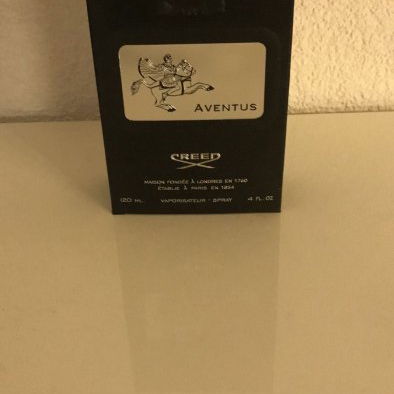 AVENTUS
CREED
MAISON FONDÉE À LONDRES EN 1760
ÉTABLIE À PARIS EN 1854
120 ML. VAPORISATEUR - SPRAY 4 FL. OZ